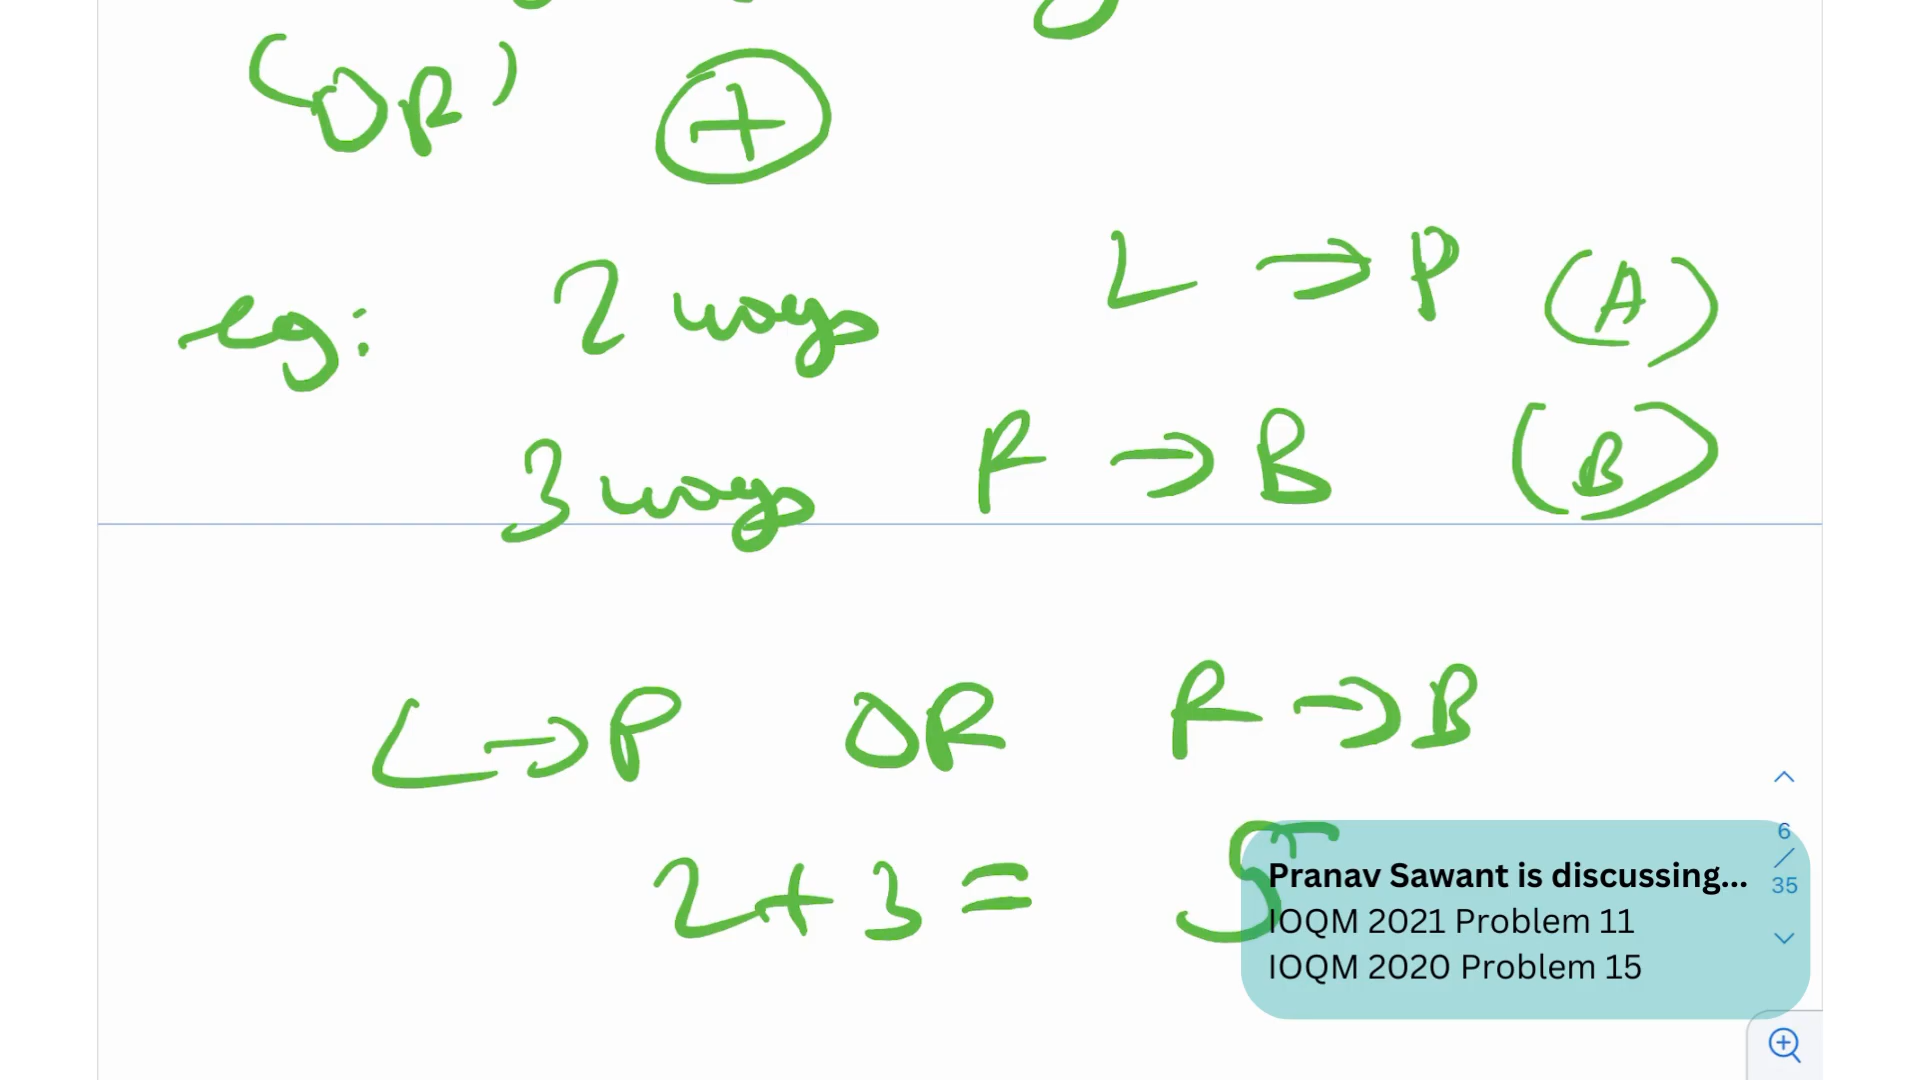 (OR) +
eg: 2 ways L → P (A)
3 ways R → B (B)
L → P OR R → B
2 + 3 = 5
Pranav Sawant is discussing...
IOQM 2021 Problem 11
IOQM 2020 Problem 15
6
/
35